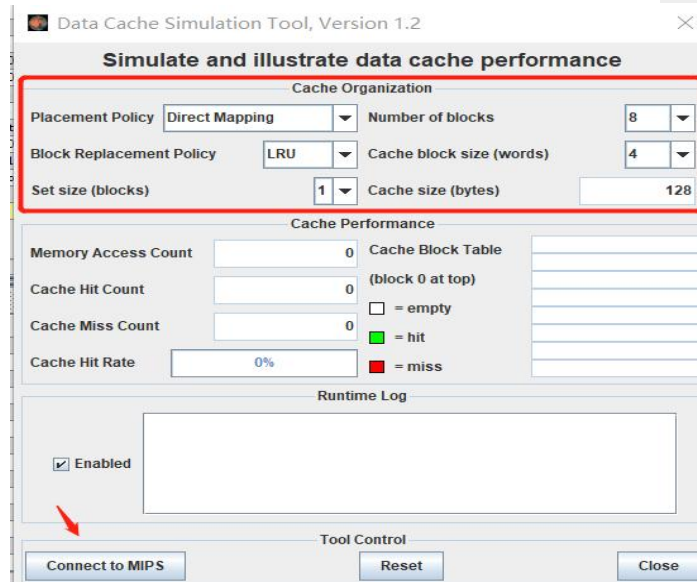 Data Cache Simulation Tool, Version 1.2
Simulate and illustrate data cache performance
Cache Organization
Placement Policy Direct Mapping Number of blocks 8
Block Replacement Policy LRU Cache block size (words) 4
Set size (blocks) 1 Cache size (bytes) 128
Cache Performance
Memory Access Count 0 Cache Block Table
(block 0 at top)
Cache Hit Count 0
= empty
Cache Miss Count 0
= hit
Cache Hit Rate 0%
= miss
Runtime Log
Enabled
Tool Control
Connect to MIPS Reset Close